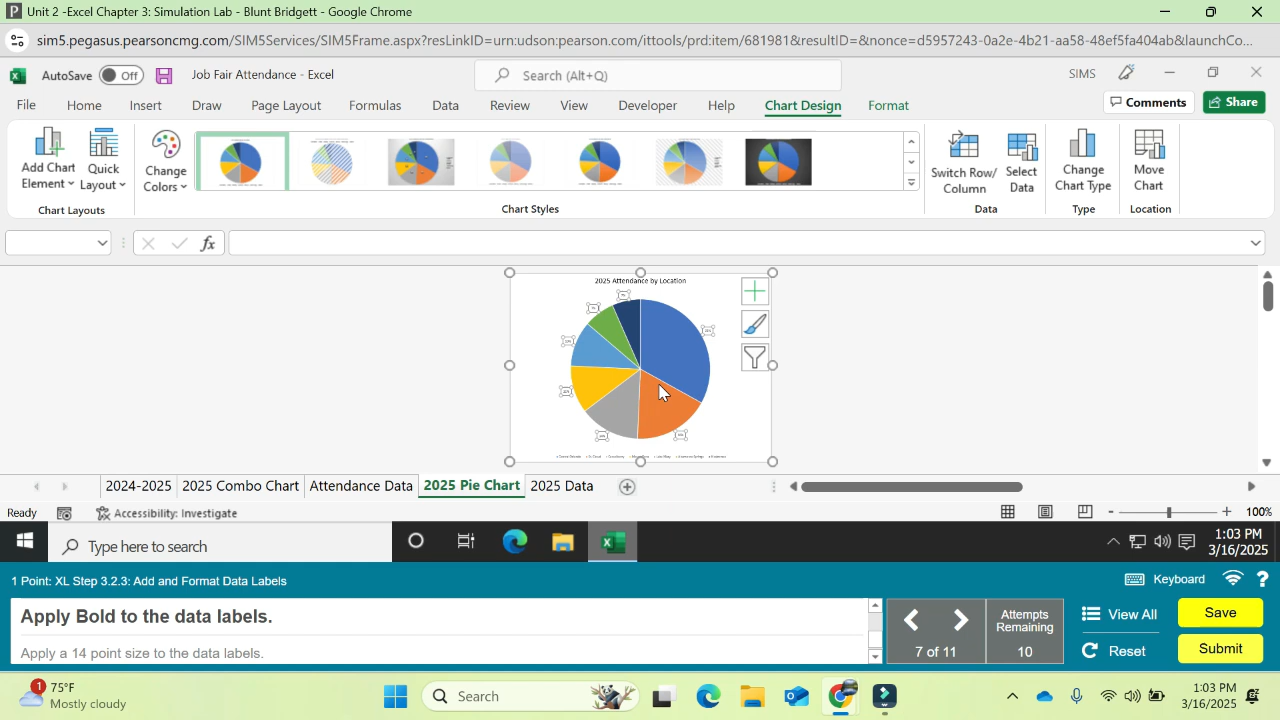 Unit 2 -Excel Chapter 3: Simulation Lab - Blunt Bridgett - Google Chrome
sim5.pegasus.pearsoncmg.com/SIM5Services/SIM5Frame.aspx?resLinkID=urn:udson:pearson.com/ittools/prditem/681981&resultID=&nonce=d5957243-0a2e-4b21-aa58-48ef5fa404ab&launchCo...
AutoSave Off Job Fair Attendance - Excel Search (Alt+Q) SIMS
File Home Insert Draw Page Layout Formulas Data Review View Developer Help Chart Design Format Comments Share
Add Chart Element Quick Layout Change Colors Switch Row/ Column Select Data Change Chart Type Move Chart
Chart Layouts Chart Styles Data Type Location
fx
2025 Attendance by Location
2024-2025 2025 Combo Chart Attendance Data 2025 Pie Chart 2025 Data
Ready Accessibility: Investigate - + 100%
Type here to search 1:03 PM
3/16/2025
1 Point: XL Step 3.2.3: Add and Format Data Labels Keyboard ?
Apply Bold to the data labels.
Apply a 14 point size to the data labels.
7 of 11
Attempts Remaining
10
View All Save
Reset Submit
1
75°F
Mostly cloudy
Search
1:03 PM
3/16/2025